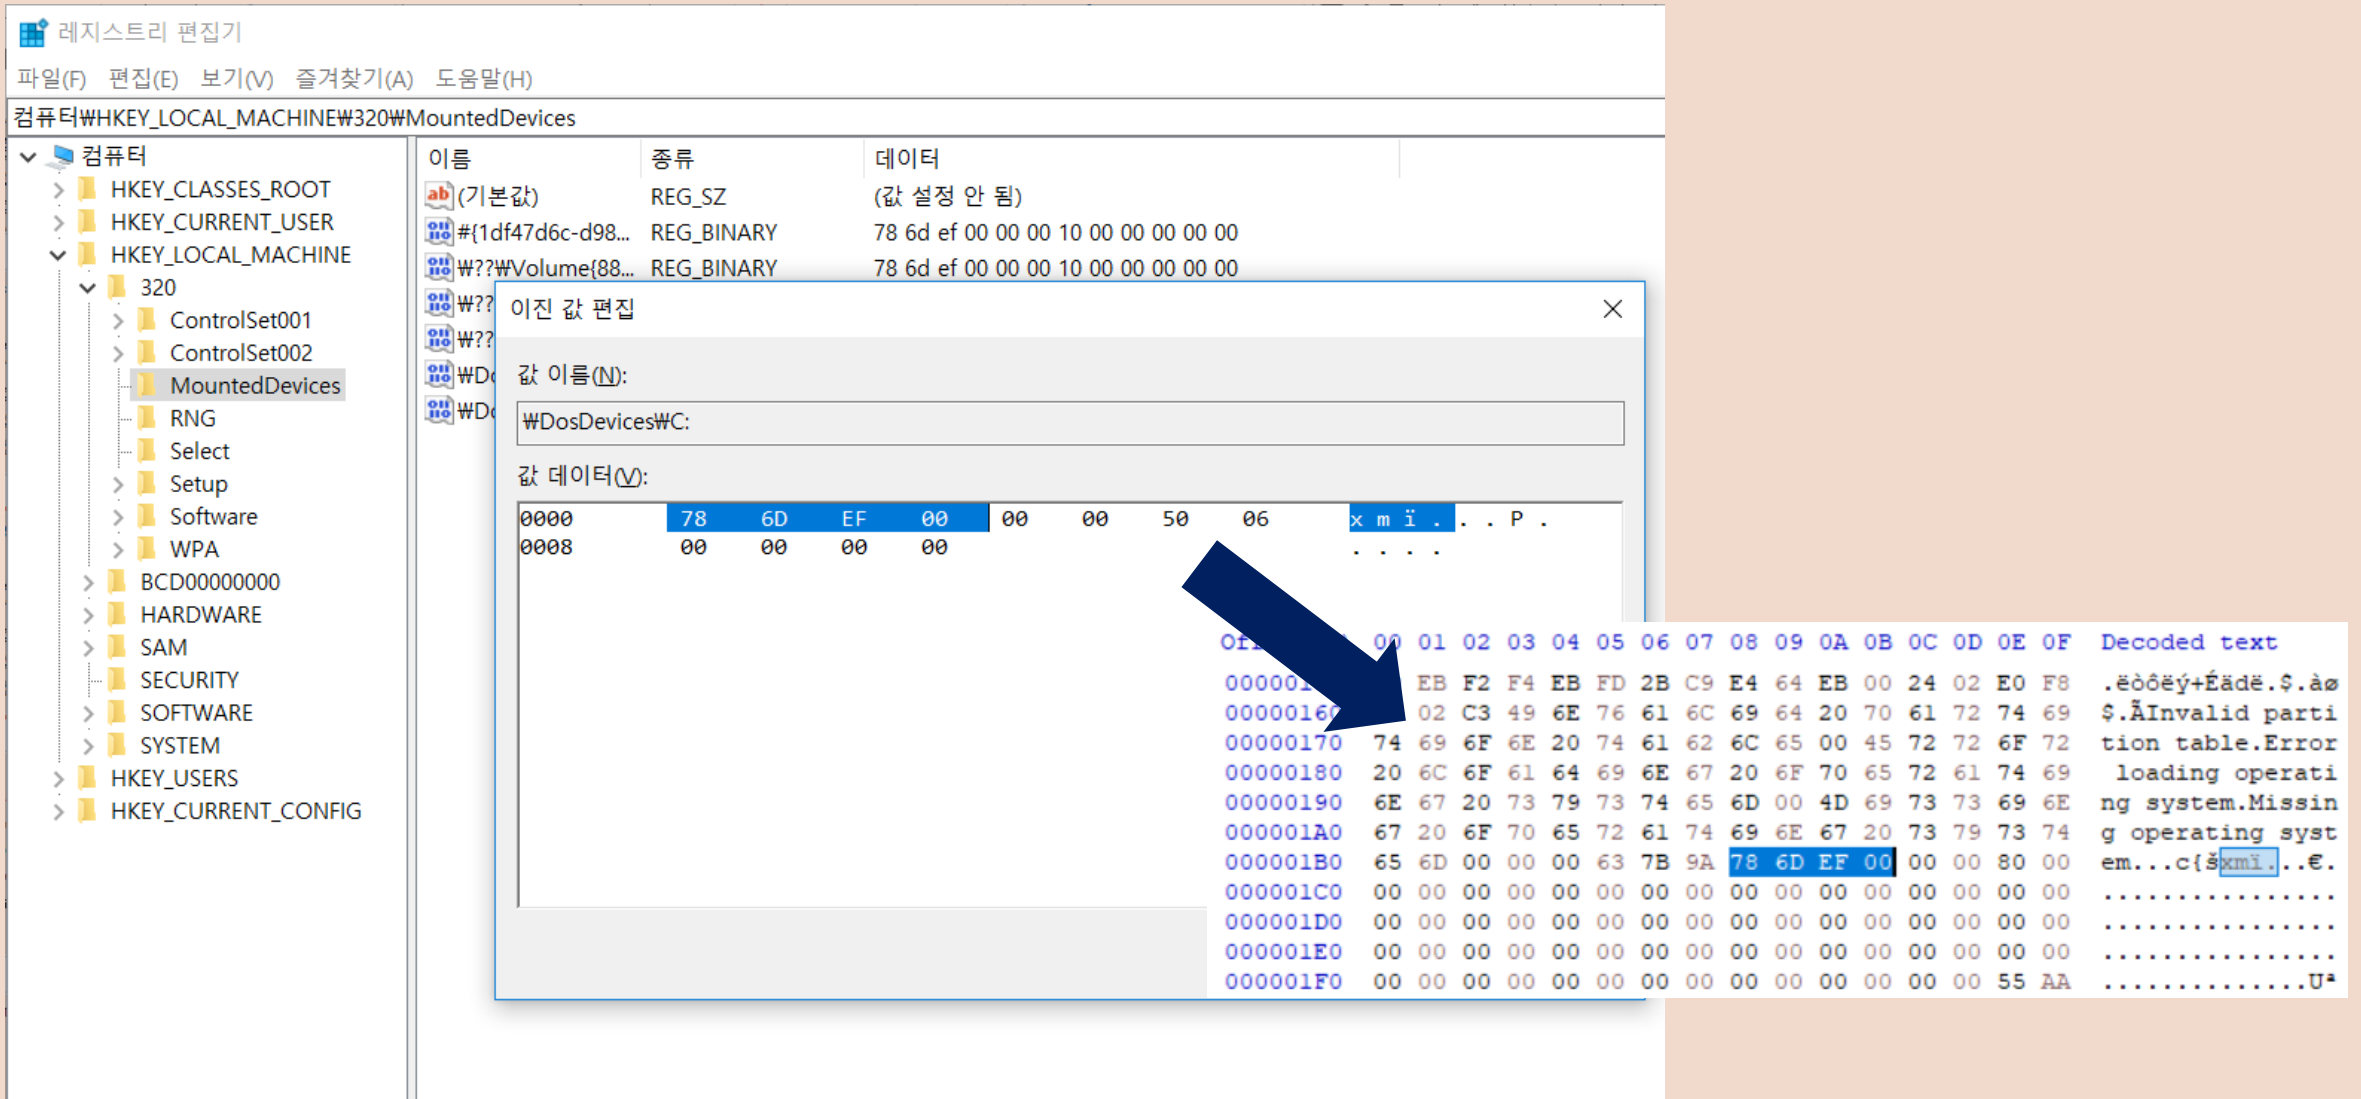 레지스트리 편집기
파일(F) 편집(E) 보기(V) 즐겨찾기(A) 도움말(H)
컴퓨터₩HKEY_LOCAL_MACHINE₩320₩MountedDevices
컴퓨터
HKEY_CLASSES_ROOT
HKEY_CURRENT_USER
HKEY_LOCAL_MACHINE
320
ControlSet001
ControlSet002
MountedDevices
RNG
Select
Setup
Software
WPA
BCD00000000
HARDWARE
SAM
SECURITY
SOFTWARE
SYSTEM
HKEY_USERS
HKEY_CURRENT_CONFIG
이름 종류 데이터
(기본값) REG_SZ (값 설정 안 됨)
#{1df47d6c-d98... REG_BINARY 78 6d ef 00 00 00 10 00 00 00 00 00
₩??₩Volume{88... REG_BINARY 78 6d ef 00 00 00 10 00 00 00 00 00
₩??
₩??
₩Do
₩Do
이진 값 편집
값 이름(N):
₩DosDevices₩C:
값 데이터(V):
0000 78 6D EF 00 00 00 50 06 x m ï . . . P .
0008 00 00 00 00 . . . .
00 01 02 03 04 05 06 07 08 09 0A 0B 0C 0D 0E 0F Decoded text
EB F2 F4 EB FD 2B C9 E4 64 EB 00 24 02 E0 F8 .ëòôëý+Éädë.$.àø
00000160 02 C3 49 6E 76 61 6C 69 64 20 70 61 72 74 69 $.ÃInvalid parti
00000170 74 69 6F 6E 20 74 61 62 6C 65 00 45 72 72 6F 72 tion table.Error
00000180 20 6C 6F 61 64 69 6E 67 20 6F 70 65 72 61 74 69 loading operati
00000190 6E 67 20 73 79 73 74 65 6D 00 4D 69 73 73 69 6E ng system.Missin
000001A0 67 20 6F 70 65 72 61 74 69 6E 67 20 73 79 73 74 g operating syst
000001B0 65 6D 00 00 00 63 7B 9A 78 6D EF 00 00 00 80 00 em...c{šxmï...€.
000001C0 00 00 00 00 00 00 00 00 00 00 00 00 00 00 00 00 ................
000001D0 00 00 00 00 00 00 00 00 00 00 00 00 00 00 00 00 ................
000001E0 00 00 00 00 00 00 00 00 00 00 00 00 00 00 00 00 ................
000001F0 00 00 00 00 00 00 00 00 00 00 00 00 00 00 55 AA ..............Uª